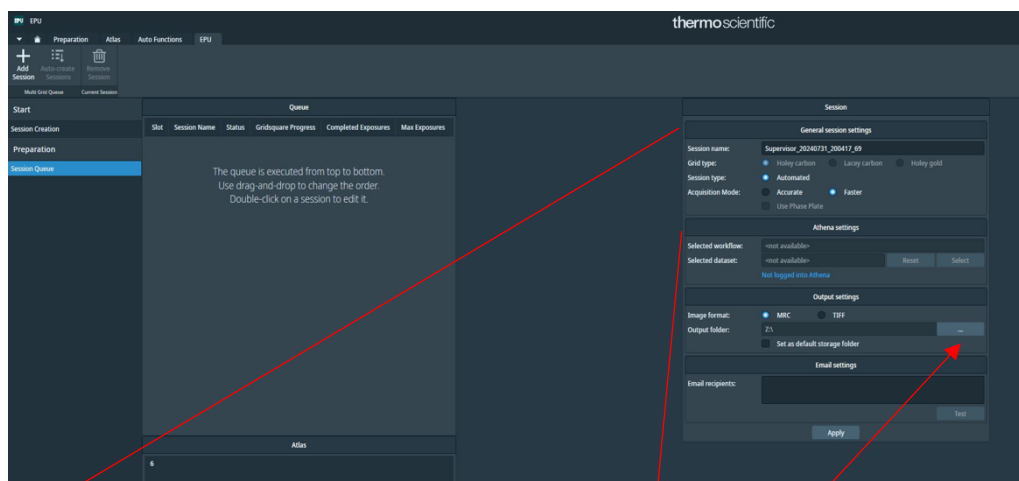 EPU EPU
thermoscientific
Preparation Atlas Auto Functions EPU
Add Session Auto-create Sessions Remove Session
Multi Grid Queue Current Session
Start
Session Creation
Preparation
Session Queue
Queue
Slot Session Name Status Gridsquare Progress Completed Exposures Max Exposures
The queue is executed from top to bottom.
Use drag-and-drop to change the order.
Double-click on a session to edit it.
Atlas
6
Session
General session settings
Session name: Supervisor_20240731_200417_69
Grid type: Holey carbon Lacey carbon Holey gold
Session type: Automated
Acquisition Mode: Accurate Faster
Use Phase Plate
Athena settings
Selected workflow: <not available>
Selected dataset: <not available> Reset Select
Not logged into Athena
Output settings
Image format: MRC TIFF
Output folder: Z:\ ...
Set as default storage folder
Email settings
Email recipients:
Test
Apply